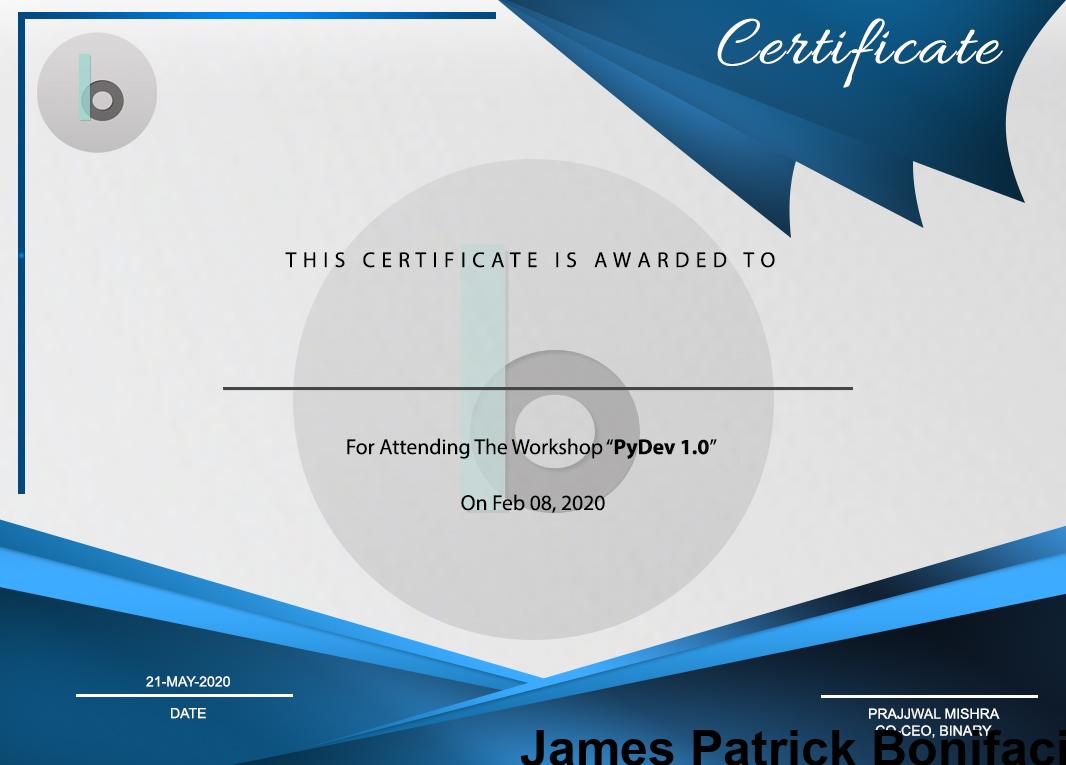 Certificate
b
THIS CERTIFICATE IS AWARDED TO
For Attending The Workshop “PyDev 1.0”
On Feb 08, 2020
21-MAY-2020
DATE
PRAJJWAL MISHRA
CO-CEO, BINARY
James Patrick Bonifaci